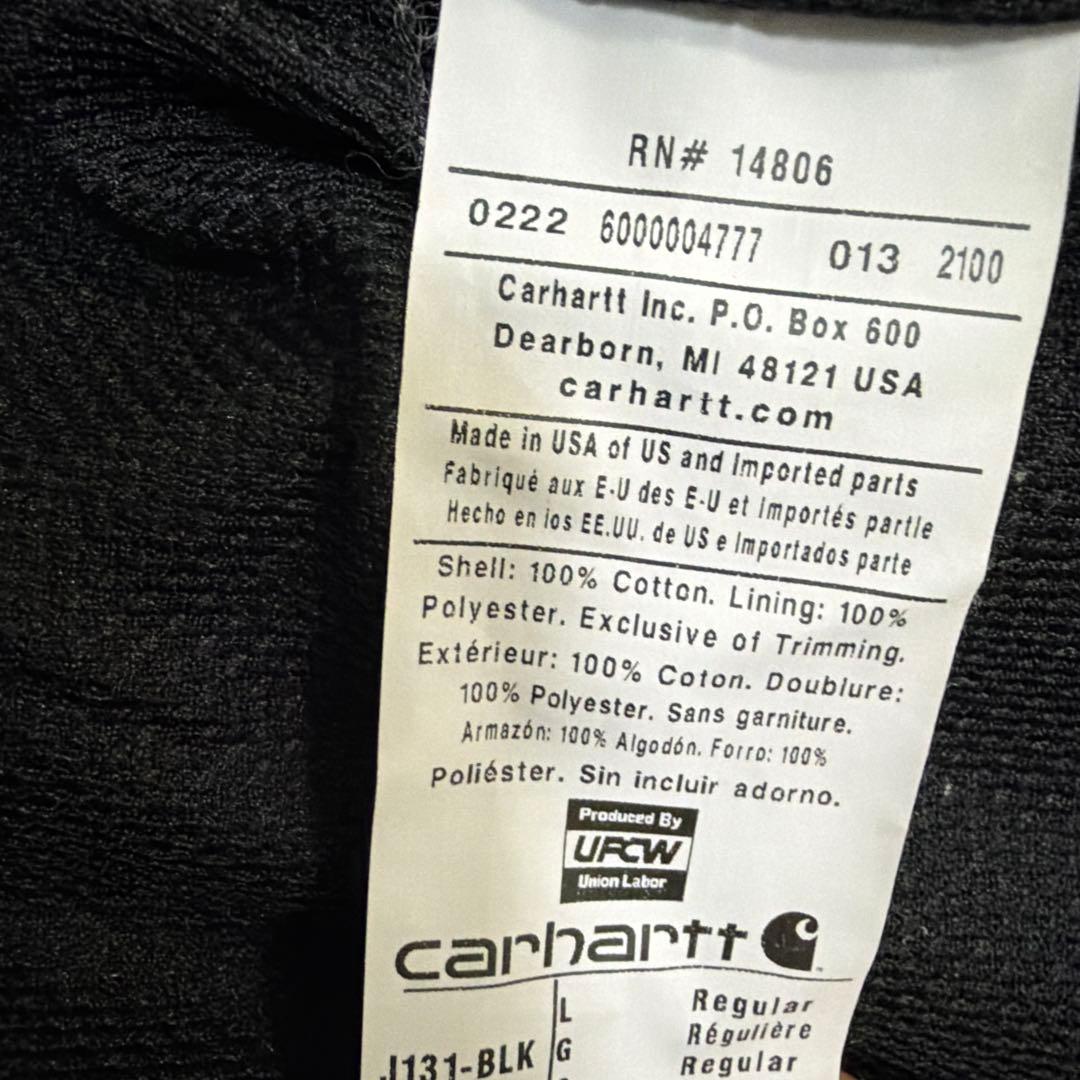 RN# 14806
0222 6000004777 013 2100
Carhartt Inc. P.O. Box 600
Dearborn, MI 48121 USA
carhartt.com
Made in USA of US and Imported parts
Fabriqué aux E-U des E-U et Importés partie
Hecho en los EE.UU. de US e Importados parte
Shell: 100% Cotton. Lining: 100%
Polyester. Exclusive of Trimming.
Extérieur: 100% Coton. Doublure:
100% Polyester. Sans garniture.
Armazón: 100% Algodón. Forro: 100%
Poliéster. Sin incluir adorno.
Produced By
UFCW
Union Labor
carhartt
L Regular
G Régulière
J131-BLK Regular